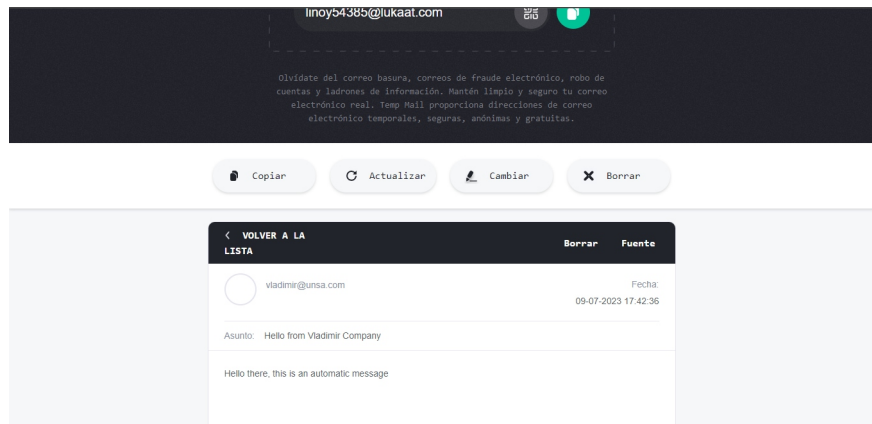 linoy54385@lukaat.com
Olvídate del correo basura, correos de fraude electrónico, robo de
cuentas y ladrones de información. Mantén limpio y seguro tu correo
electrónico real. Temp Mail proporciona direcciones de correo
electrónico temporales, seguras, anónimas y gratuitas.
Copiar Actualizar Cambiar Borrar
VOLVER A LA
LISTA
Borrar Fuente
vladimir@unsa.com
Fecha:
09-07-2023 17:42:36
Asunto: Hello from Vladimir Company
Hello there, this is an automatic message